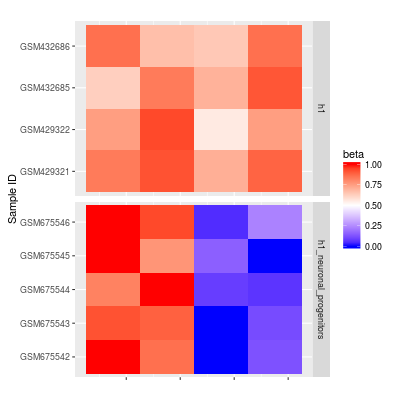 GSM432686
GSM432685
GSM429322
GSM429321
h1
GSM675546
GSM675545
GSM675544
GSM675543
GSM675542
h1_neuronal_progenitors
Sample ID
beta
1.00
0.75
0.50
0.25
0.00